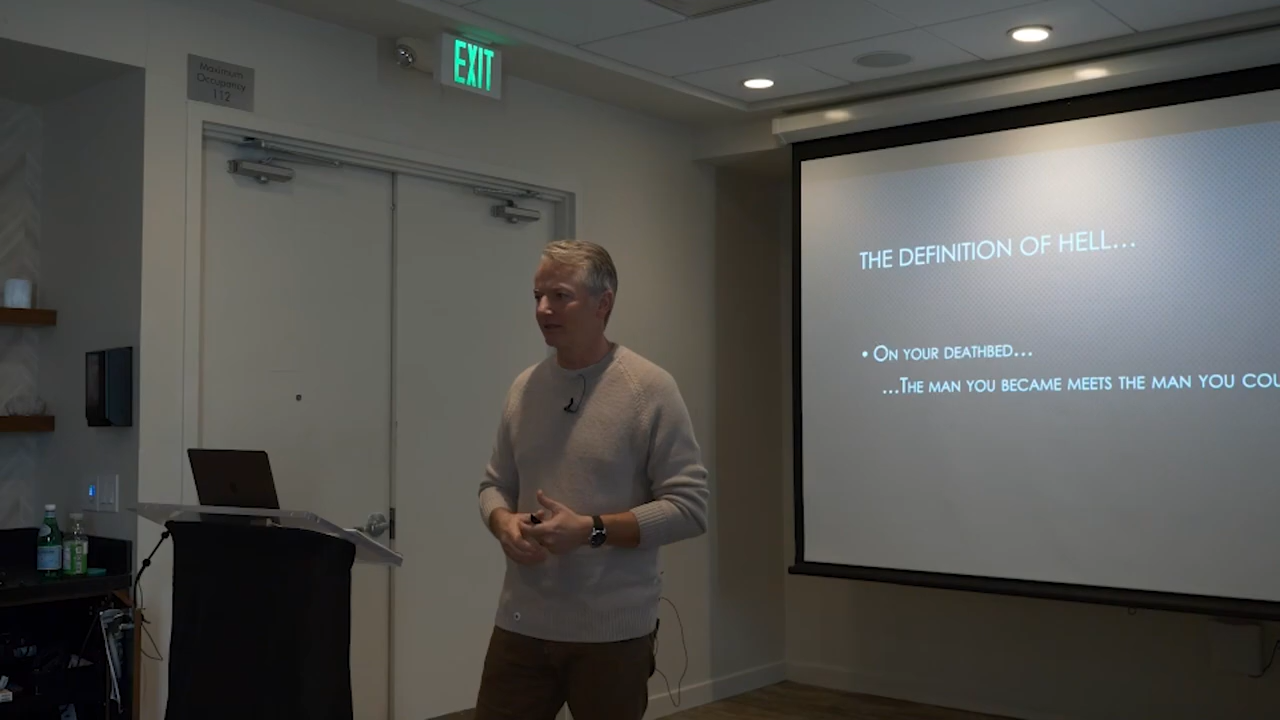 Maximum
Occupancy
112
EXIT
THE DEFINITION OF HELL...
• ON YOUR DEATHBED...
...THE MAN YOU BECAME MEETS THE MAN YOU COU